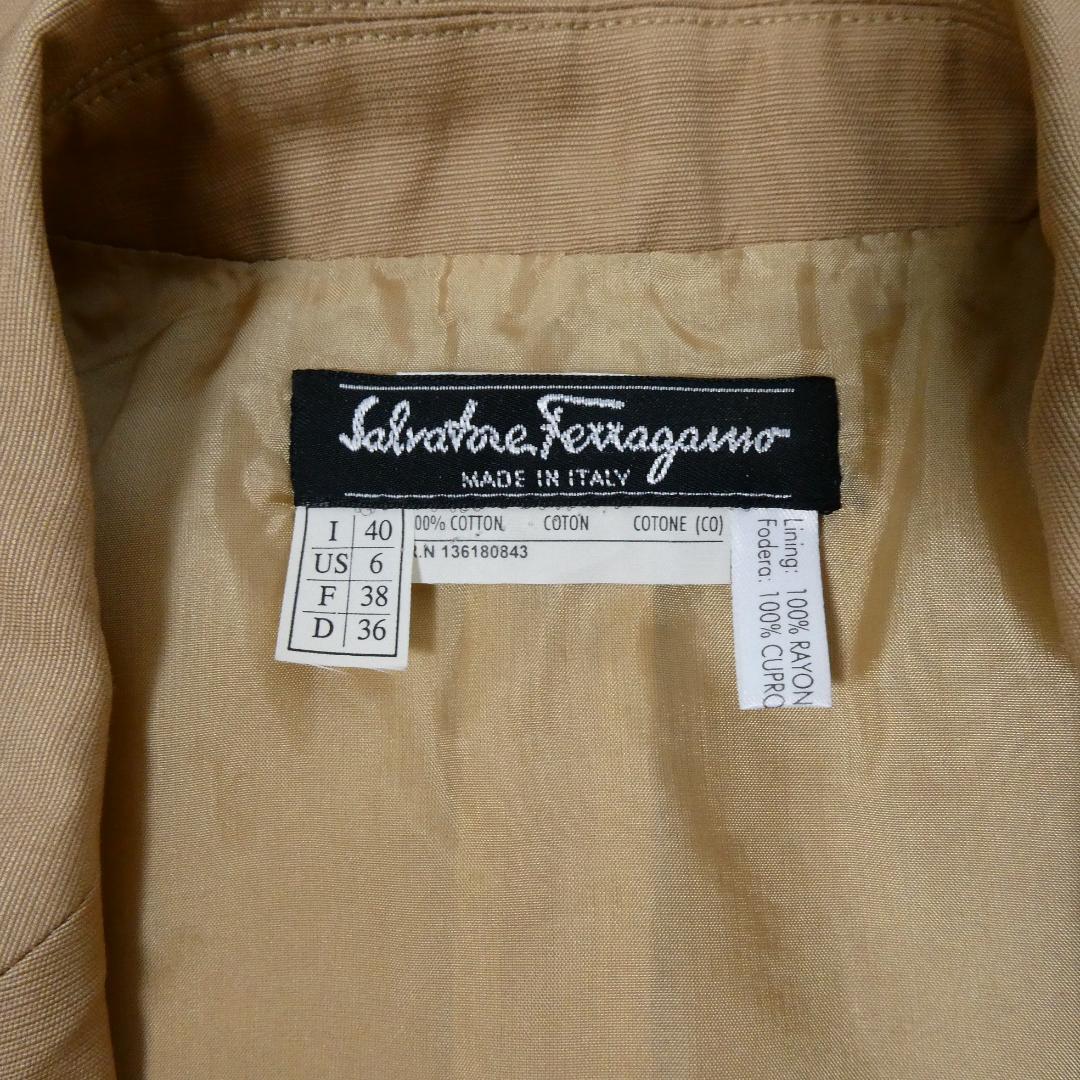 Salvatore Ferragamo
MADE IN ITALY
I 40
US 6
F 38
D 36
00% COTTON COTON COTONE (CO)
.N 136180843
Lining: 100% RAYON
Fodera: 100% CUPRO